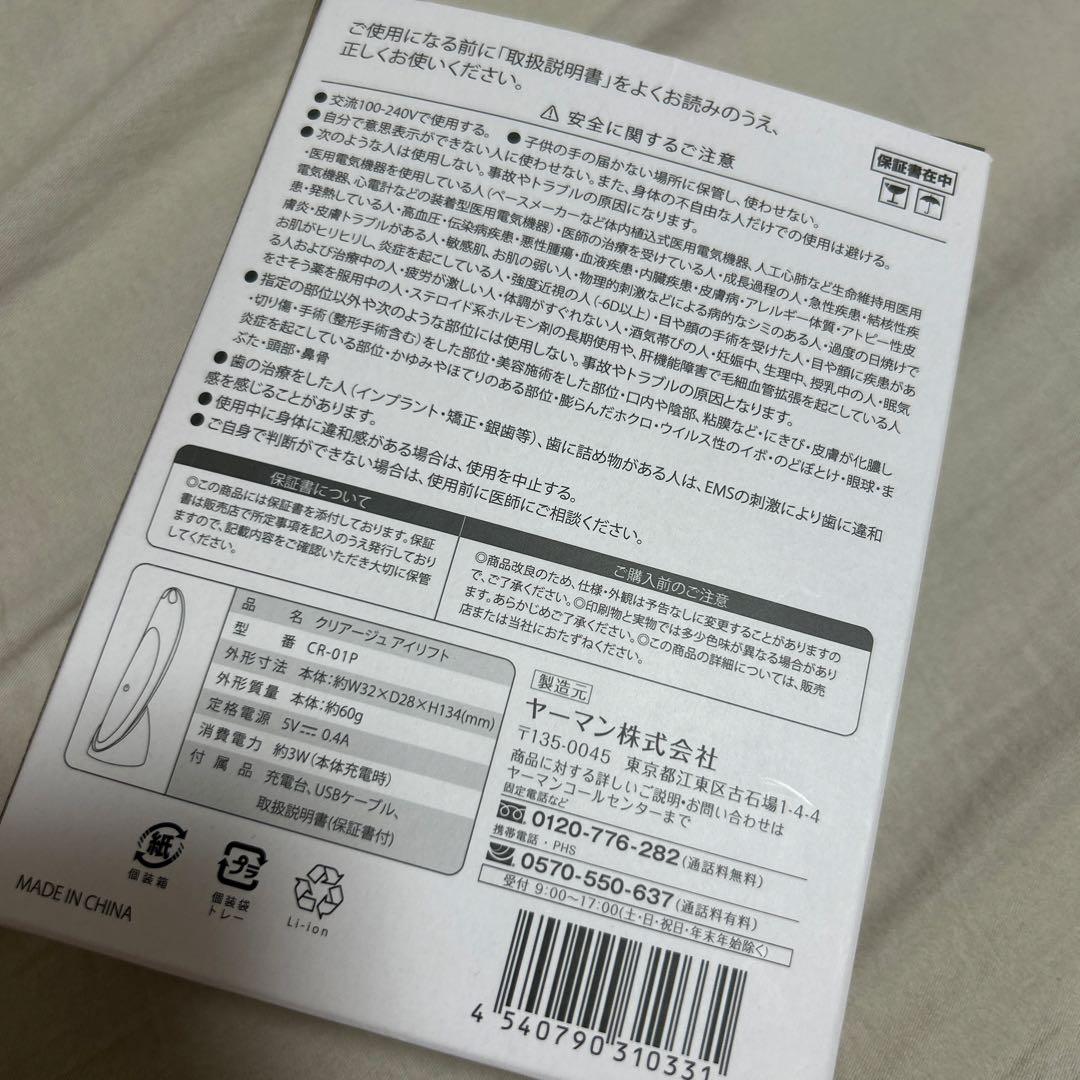 ご使用になる前に「取扱説明書」をよくお読みのうえ、
正しくお使いください。
⚠ 安全に関するご注意
保証書在中
●交流100-240Vで使用する。 ●子供の手の届かない場所に保管し、使わせない。
●自分で意思表示ができない人に使わせない。また、身体の不自由な人だけでの使用は避ける。
●次のような人は使用しない。事故やトラブルの原因になります。
・医用電気機器を使用している人(ペースメーカーなど体内植込式医用電気機器、人工心肺など生命維持用医用
電気機器、心電計などの装着型医用電気機器)・医師の治療を受けている人・成長過程の人・急性疾患・結核性疾
患・発熱している人・高血圧・伝染病疾患・悪性腫瘍・血液疾患・内臓疾患・皮膚病・アレルギー体質・アトピー性皮
膚炎・皮膚トラブルがある人・敏感肌、お肌の弱い人・物理的刺激などによる病的なシミのある人・過度の日焼けで
お肌がヒリヒリし、炎症を起こしている人・強度近視の人(-6D以上)・目や顔の手術を受けた人・目や顔に疾患があ
る人および治療中の人・疲労が激しい人・体調がすぐれない人・酒気帯びの人・妊娠中、生理中、授乳中の人・眠気
をさそう薬を服用中の人・ステロイド系ホルモン剤の長期使用や、肝機能障害で毛細血管拡張を起こしている人
●指定の部位以外や次のような部位には使用しない。事故やトラブルの原因となります。
・切り傷・手術(整形手術含む)をした部位・美容施術をした部位・口内や陰部、粘膜など・にきび・皮膚が化膿し
炎症を起こしている部位・かゆみやほてりのある部位・膨らんだホクロ・ウイルス性のイボ・のどぼとけ・眼球・ま
ぶた・頭部・鼻骨
●歯の治療をした人(インプラント・矯正・銀歯等)、歯に詰め物がある人は、EMSの刺激により歯に違和
感を感じることがあります。
●使用中に身体に違和感がある場合は、使用を中止する。
●ご自身で判断ができない場合は、使用前に医師にご相談ください。
保証書について
◎この商品には保証書を添付しております。保証
書は販売店で所定事項を記入のうえ発行しており
ますので、記載内容をご確認いただき大切に保管
してください。
ご購入前のご注意
◎商品改良のため、仕様・外観は予告なしに変更することがありますの
で、ご了承ください。◎印刷物と実物では多少色味が異なる場合があり
ます。あらかじめご了承ください。◎この商品の詳細については、販売
店または当社におたずねください。
品名 クリアージュ アイリフト
型番 CR-01P
外形寸法 本体:約W32×D28×H134(mm)
外形質量 本体:約60g
定格電源 5V⎓0.4A
消費電力 約3W(本体充電時)
付属品 充電台、USBケーブル、
取扱説明書(保証書付)
製造元
ヤーマン株式会社
〒135-0045 東京都江東区古石場1-4-4
商品に対する詳しいご説明・お問い合わせは
ヤーマンコールセンターまで
固定電話など
0120-776-282(通話料無料)
携帯電話・PHS
0570-550-637(通話料有料)
受付 9:00〜17:00(土・日・祝日・年末年始除く)
紙
個装箱
プラ
個装袋
トレー
Li-ion
MADE IN CHINA
4 540790 310331